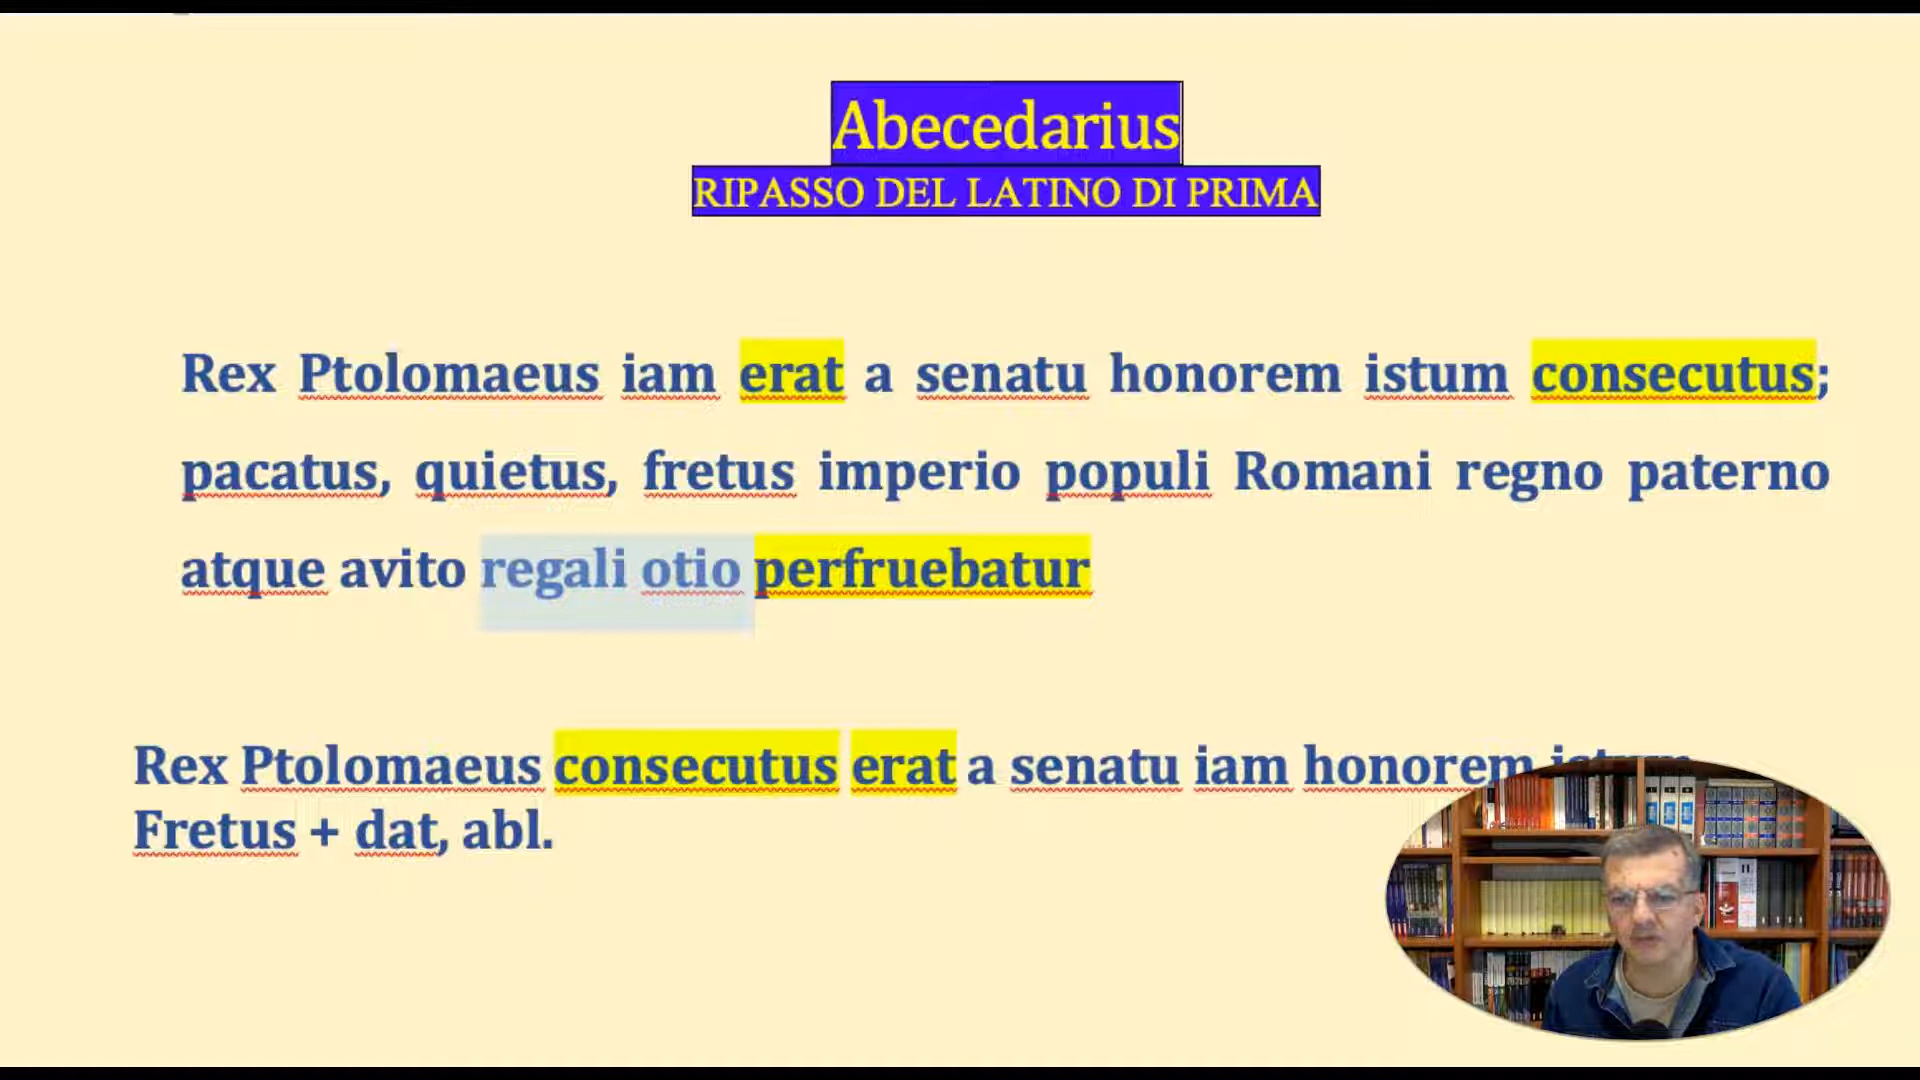 Abecedarius
RIPASSO DEL LATINO DI PRIMA
Rex Ptolomaeus iam erat a senatu honorem istum consecutus;
pacatus, quietus, fretus imperio populi Romani regno paterno
atque avito regali otio perfruebatur
Rex Ptolomaeus consecutus erat a senatu iam honorem
Fretus + dat, abl.